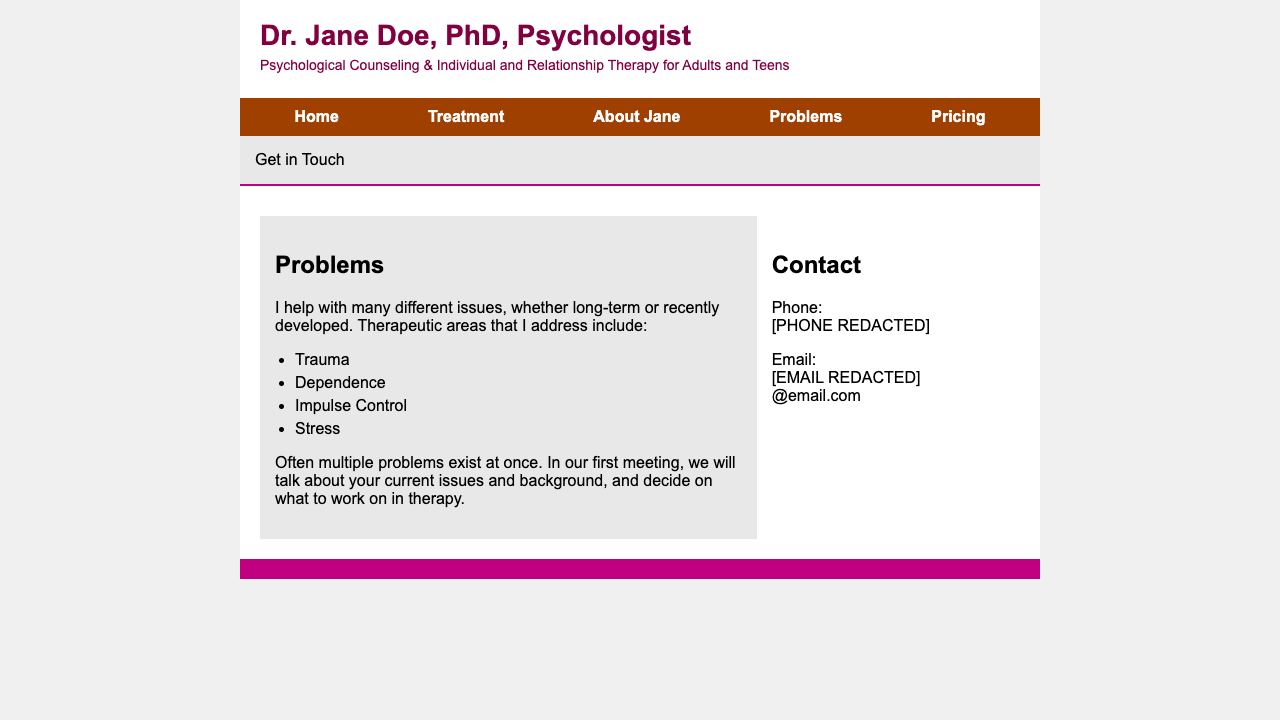 Dr. Jane Doe, PhD, Psychologist
Psychological Counseling & Individual and Relationship Therapy for Adults and Teens
Home Treatment About Jane Problems Pricing
Get in Touch
Problems
I help with many different issues, whether long-term or recently
developed. Therapeutic areas that I address include:
• Trauma
• Dependence
• Impulse Control
• Stress
Often multiple problems exist at once. In our first meeting, we will
talk about your current issues and background, and decide on
what to work on in therapy.
Contact
Phone:
[PHONE REDACTED]
Email:
[EMAIL REDACTED]
@email.com